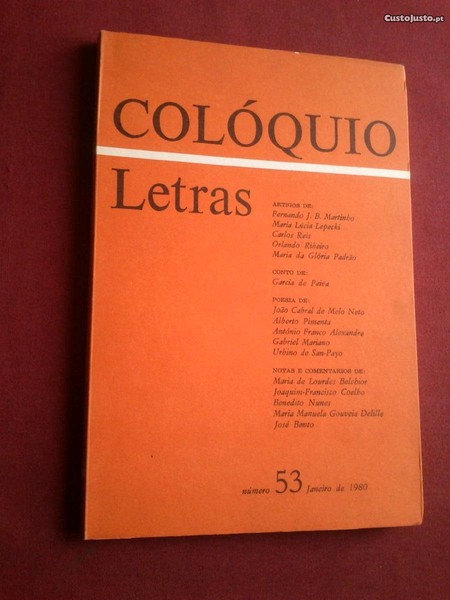 CustoJusto.pt
COLÓQUIO
Letras
ARTIGOS DE:
Fernando J. B. Martinho
Maria Lúcia Lepecki
Carlos Reis
Orlando Ribeiro
Maria da Glória Padrão
CONTO DE:
Garcia de Paiva
POESIA DE:
João Cabral de Melo Neto
Alberto Pimenta
António Franco Alexandre
Gabriel Mariano
Urbino de San-Payo
NOTAS E COMENTÁRIOS DE:
Maria de Lourdes Belchior
Joaquim-Francisco Coelho
Benedito Nunes
Maria Manuela Gouveia Delille
José Bento
número 53 Janeiro de 1980